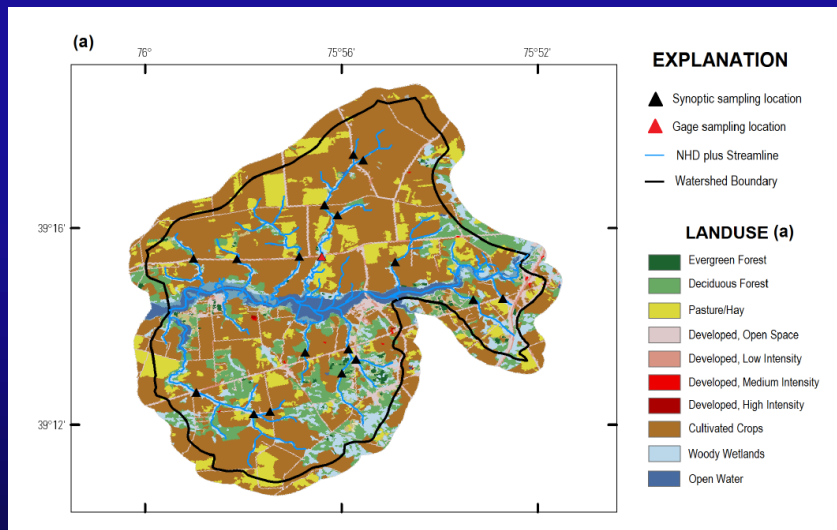 (a)
76°
75°56'
75°52'
39°16'
39°12'
EXPLANATION
Synoptic sampling location
Gage sampling location
NHD plus Streamline
Watershed Boundary
LANDUSE (a)
Evergreen Forest
Deciduous Forest
Pasture/Hay
Developed, Open Space
Developed, Low Intensity
Developed, Medium Intensity
Developed, High Intensity
Cultivated Crops
Woody Wetlands
Open Water